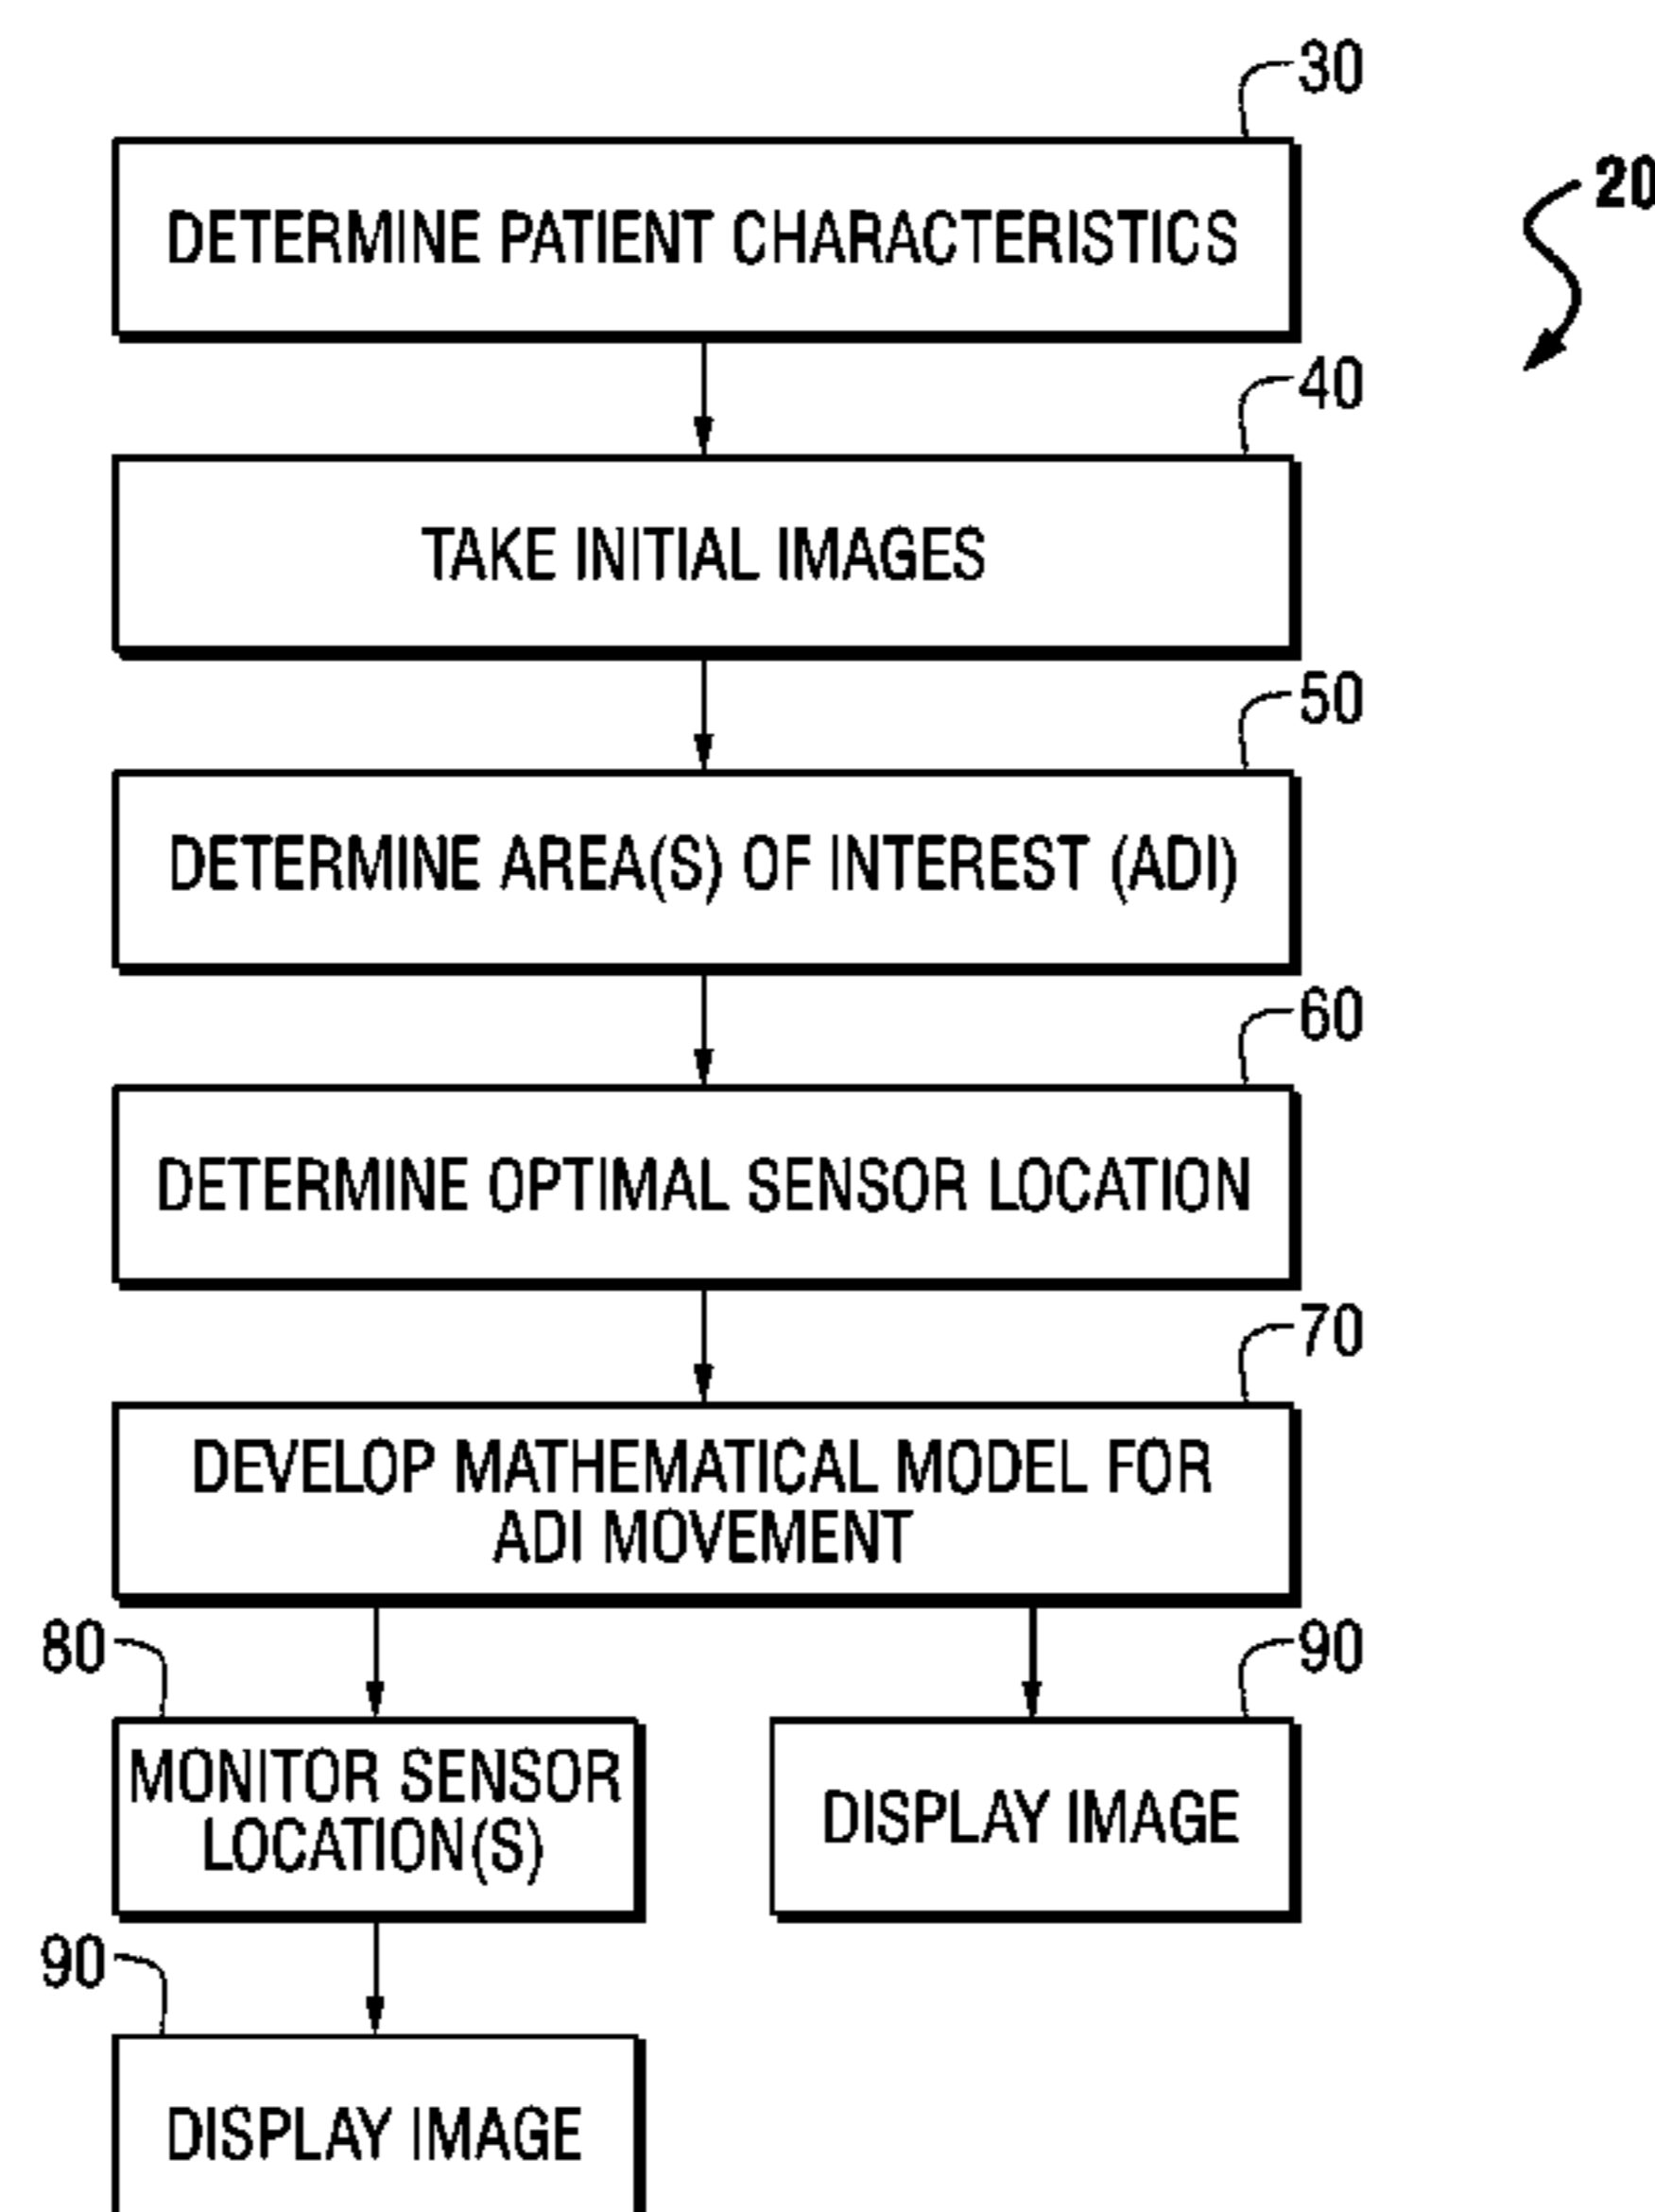 30
20
DETERMINE PATIENT CHARACTERISTICS
40
TAKE INITIAL IMAGES
50
DETERMINE AREA(S) OF INTEREST (ADI)
60
DETERMINE OPTIMAL SENSOR LOCATION
70
DEVELOP MATHEMATICAL MODEL FOR
ADI MOVEMENT
80
90
MONITOR SENSOR
LOCATION(S)
DISPLAY IMAGE
90
DISPLAY IMAGE